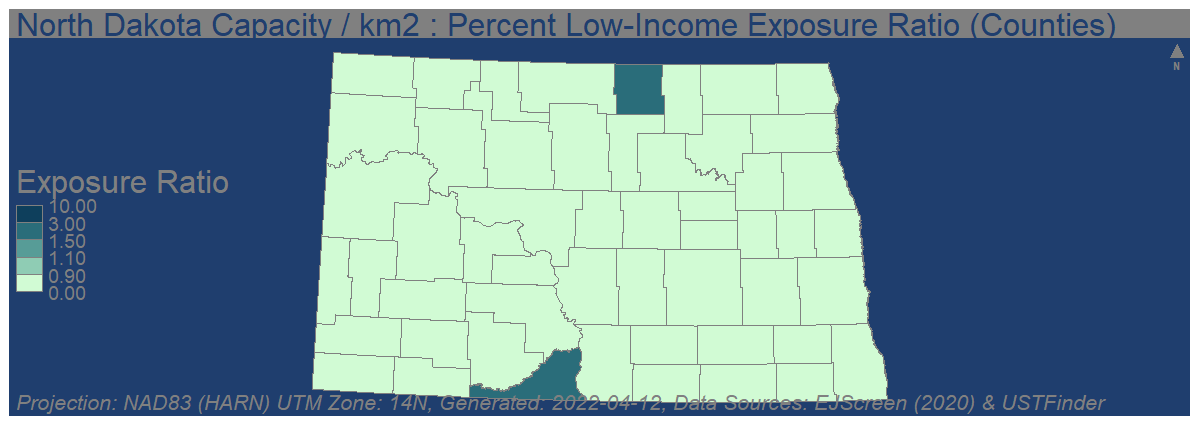 North Dakota Capacity / km2 : Percent Low-Income Exposure Ratio (Counties)
N
Exposure Ratio
10.00
3.00
1.50
1.10
0.90
0.00
Projection: NAD83 (HARN) UTM Zone: 14N, Generated: 2022-04-12, Data Sources: EJScreen (2020) & USTFinder